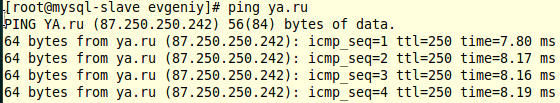 [root@mysql-slave evgeniy]# ping ya.ru
PING YA.ru (87.250.250.242) 56(84) bytes of data.
64 bytes from ya.ru (87.250.250.242): icmp_seq=1 ttl=250 time=7.80 ms
64 bytes from ya.ru (87.250.250.242): icmp_seq=2 ttl=250 time=8.17 ms
64 bytes from ya.ru (87.250.250.242): icmp_seq=3 ttl=250 time=8.16 ms
64 bytes from ya.ru (87.250.250.242): icmp_seq=4 ttl=250 time=8.19 ms